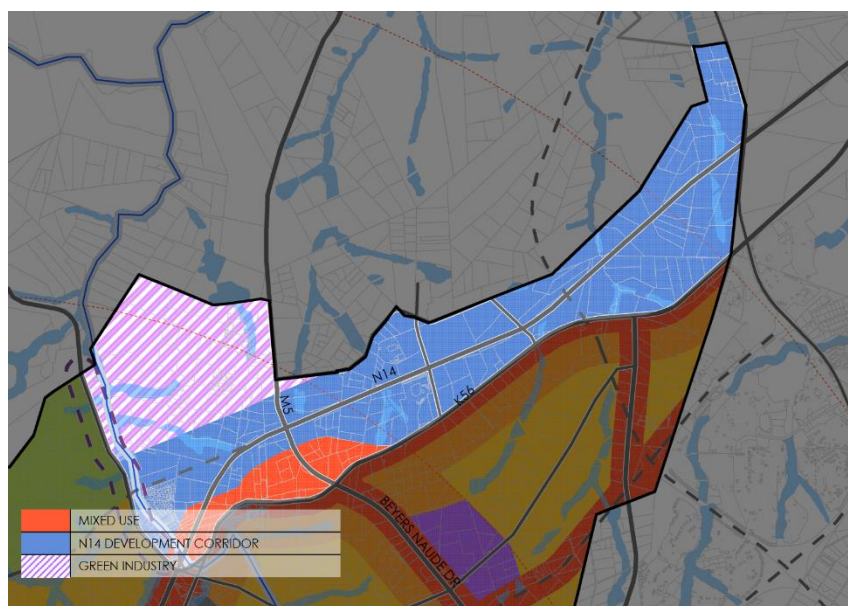 N14
M5
K56
BEYERS NAUDE DR
MIXED USE
N14 DEVELOPMENT CORRIDOR
GREEN INDUSTRY